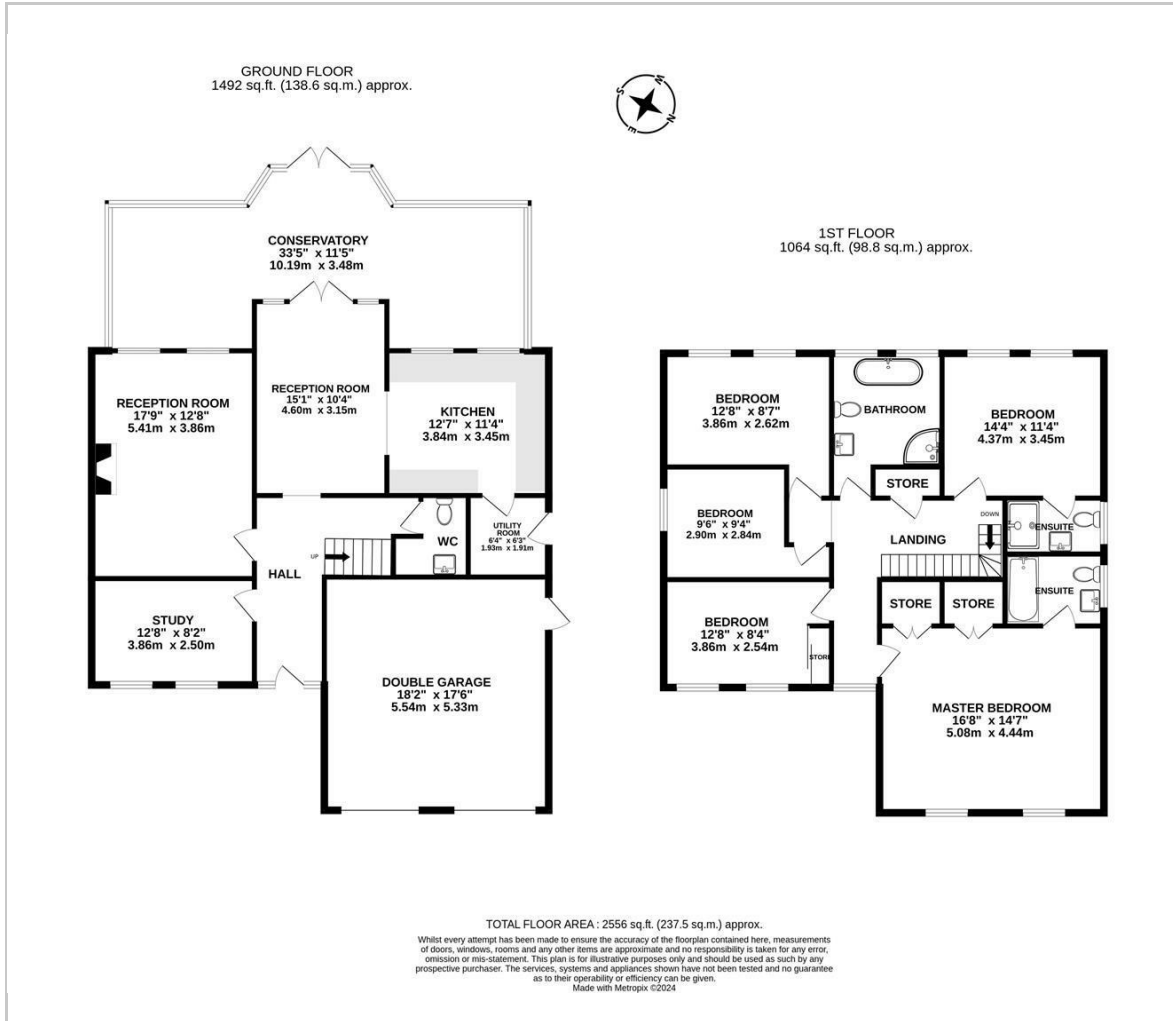 GROUND FLOOR
1492 sq.ft. (138.6 sq.m.) approx.
N
S
W
E
CONSERVATORY
33'5" x 11'5"
10.19m x 3.48m
RECEPTION ROOM
17'9" x 12'8"
5.41m x 3.86m
RECEPTION ROOM
15'1" x 10'4"
4.60m x 3.15m
KITCHEN
12'7" x 11'4"
3.84m x 3.45m
UTILITY
ROOM
6'4" x 6'3"
1.93m x 1.91m
WC
UP
HALL
STUDY
12'8" x 8'2"
3.86m x 2.50m
DOUBLE GARAGE
18'2" x 17'6"
5.54m x 5.33m
1ST FLOOR
1064 sq.ft. (98.8 sq.m.) approx.
BEDROOM
12'8" x 8'7"
3.86m x 2.62m
BATHROOM
BEDROOM
14'4" x 11'4"
4.37m x 3.45m
STORE
BEDROOM
9'6" x 9'4"
2.90m x 2.84m
DOWN
LANDING
ENSUITE
ENSUITE
STORE
STORE
BEDROOM
12'8" x 8'4"
3.86m x 2.54m
STORE
MASTER BEDROOM
16'8" x 14'7"
5.08m x 4.44m
TOTAL FLOOR AREA : 2556 sq.ft. (237.5 sq.m.) approx.
Whilst every attempt has been made to ensure the accuracy of the floorplan contained here, measurements
of doors, windows, rooms and any other items are approximate and no responsibility is taken for any error,
omission or mis-statement. This plan is for illustrative purposes only and should be used as such by any
prospective purchaser. The services, systems and appliances shown have not been tested and no guarantee
as to their operability or efficiency can be given.
Made with Metropix ©2024